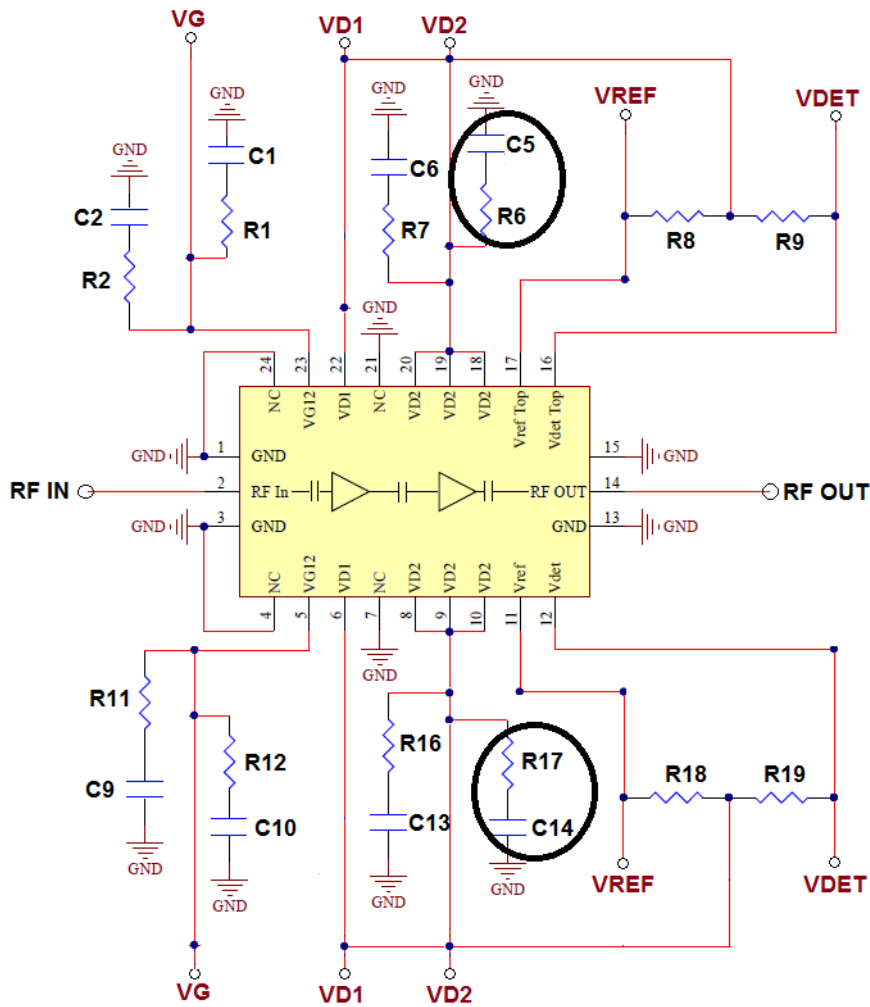 VG
VD1
VD2
GND
GND
GND
VREF
VDET
C1
C6
C5
GND
C2
R1
R7
R6
R8
R9
R2
GND
24
23
22
21
20
19
18
17
16
NC
VG12
VD1
NC
VD2
VD2
VD2
Vref Top
Vdet Top
GND
1
GND
15
GND
RF IN
2
RF In
RF OUT
14
RF OUT
GND
3
GND
GND
13
GND
NC
VG12
VD1
NC
VD2
VD2
VD2
Vref
Vdet
4
5
6
7
8
9
10
11
12
GND
R11
R12
R16
R17
R18
R19
C9
C10
C13
C14
GND
GND
GND
GND
VREF
VDET
VG
VD1
VD2